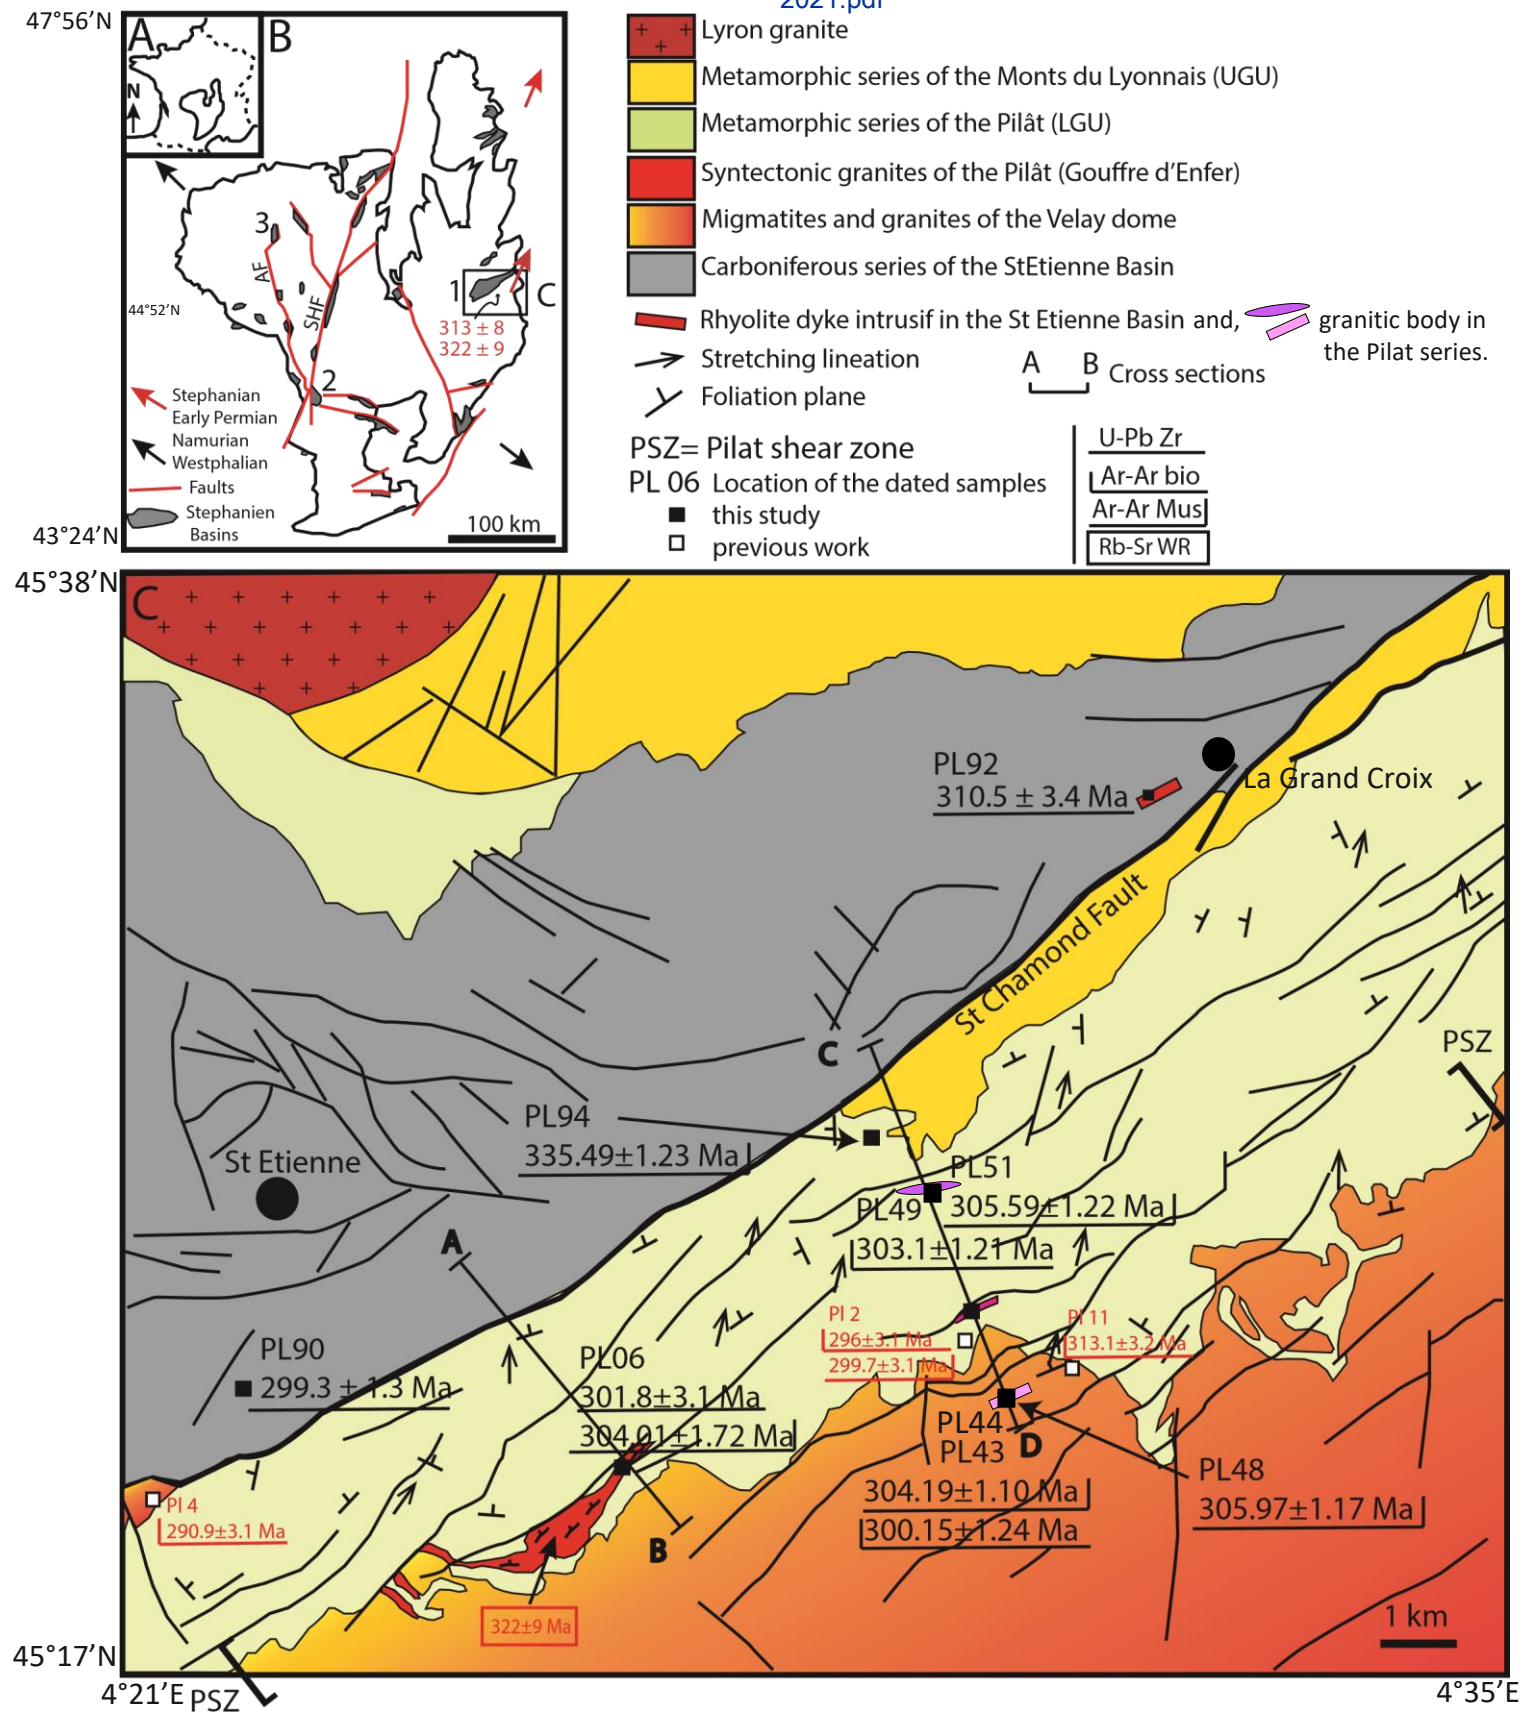 2021.pdf
47°56’N
A
B
N
3
AF
SHF
1
C
313 ± 8
322 ± 9
2
44°52’N
Stephanian
Early Permian
Namurian
Westphalian
Faults
Stephanien
Basins
100 km
43°24’N
Lyron granite
Metamorphic series of the Monts du Lyonnais (UGU)
Metamorphic series of the Pilât (LGU)
Syntectonic granites of the Pilât (Gouffre d’Enfer)
Migmatites and granites of the Velay dome
Carboniferous series of the StEtienne Basin
Rhyolite dyke intrusif in the St Etienne Basin and, granitic body in
the Pilat series.
Stretching lineation
A B Cross sections
Foliation plane
PSZ= Pilat shear zone
PL 06 Location of the dated samples
this study
previous work
U-Pb Zr
Ar-Ar bio
Ar-Ar Mus
Rb-Sr WR
45°38’N
C
PL92
310.5 ± 3.4 Ma
La Grand Croix
St Chamond Fault
C
PSZ
PL94
335.49±1.23 Ma
St Etienne
PL51
305.59±1.22 Ma
PL49
303.1±1.21 Ma
A
Pl 2
296±3.1 Ma
299.7±3.1 Ma
Pl 11
313.1±3.2 Ma
PL90
299.3 ± 1.3 Ma
PL06
301.8±3.1 Ma
304.01±1.72 Ma
PL44
PL43
D
304.19±1.10 Ma
300.15±1.24 Ma
PL48
305.97±1.17 Ma
Pl 4
290.9±3.1 Ma
B
322±9 Ma
1 km
45°17’N
4°21’E
PSZ
4°35’E